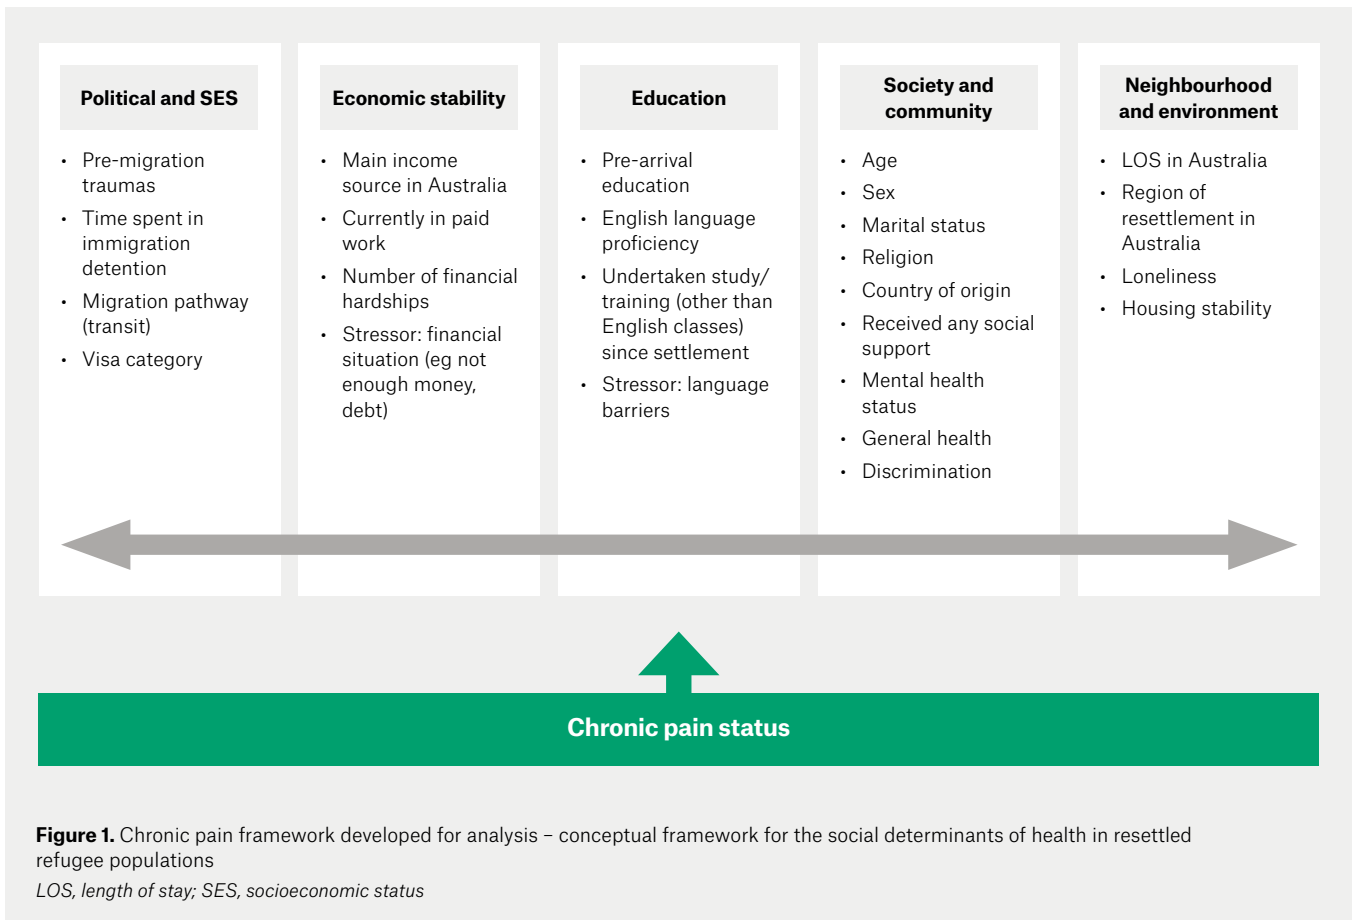 Political and SES
• Pre-migration
traumas
• Time spent in
immigration
detention
• Migration pathway
(transit)
• Visa category
Economic stability
• Main income
source in Australia
• Currently in paid
work
• Number of financial
hardships
• Stressor: financial
situation (eg not
enough money,
debt)
Education
• Pre-arrival
education
• English language
proficiency
• Undertaken study/
training (other than
English classes)
since settlement
• Stressor: language
barriers
Society and
community
• Age
• Sex
• Marital status
• Religion
• Country of origin
• Received any social
support
• Mental health
status
• General health
• Discrimination
Neighbourhood
and environment
• LOS in Australia
• Region of
resettlement in
Australia
• Loneliness
• Housing stability
Chronic pain status
Figure 1. Chronic pain framework developed for analysis – conceptual framework for the social determinants of health in resettled
refugee populations
LOS, length of stay; SES, socioeconomic status